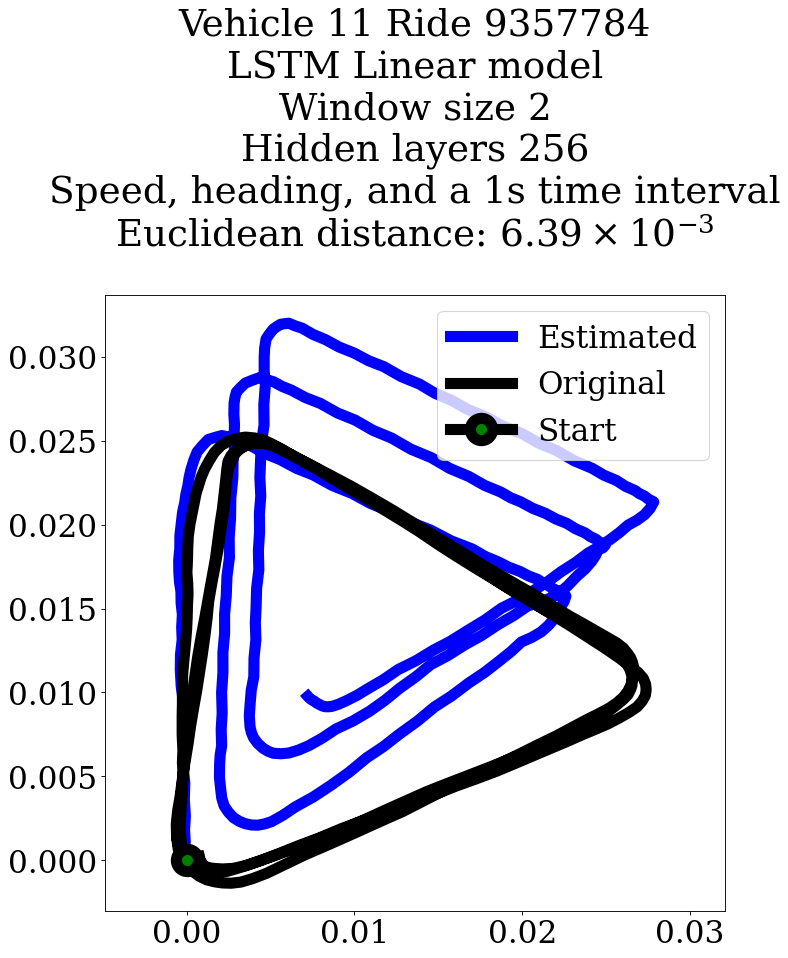 Vehicle 11 Ride 9357784
LSTM Linear model
Window size 2
Hidden layers 256
Speed, heading, and a 1s time interval
Euclidean distance: 6.39 × 10⁻³
Estimated
Original
Start
0.030
0.025
0.020
0.015
0.010
0.005
0.000
0.00 0.01 0.02 0.03